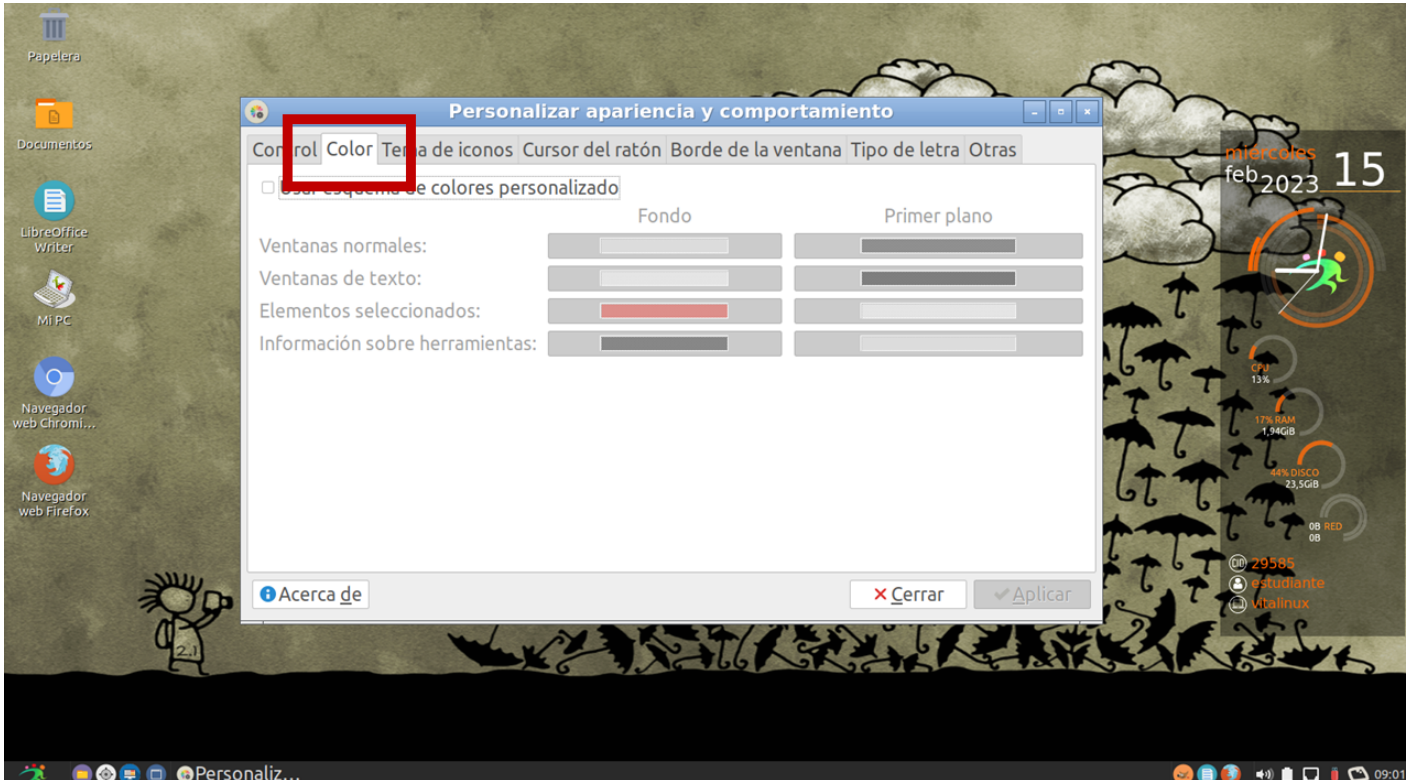 Papelera
Documentos
LibreOffice
Writer
Mi PC
Navegador
web Chromi...
Navegador
web Firefox
Personalizar apariencia y comportamiento
Control Color Tema de iconos Cursor del ratón Borde de la ventana Tipo de letra Otras
Usar esquema de colores personalizado
Fondo Primer plano
Ventanas normales:
Ventanas de texto:
Elementos seleccionados:
Información sobre herramientas:
Acerca de Cerrar Aplicar
miércoles
feb 2023 15
CPU
13%
17% RAM
1,94GiB
44% DISCO
23,5GiB
0B RED
0B
CID 29585
estudiante
vitalinux
2.1
Personaliz... 09:01